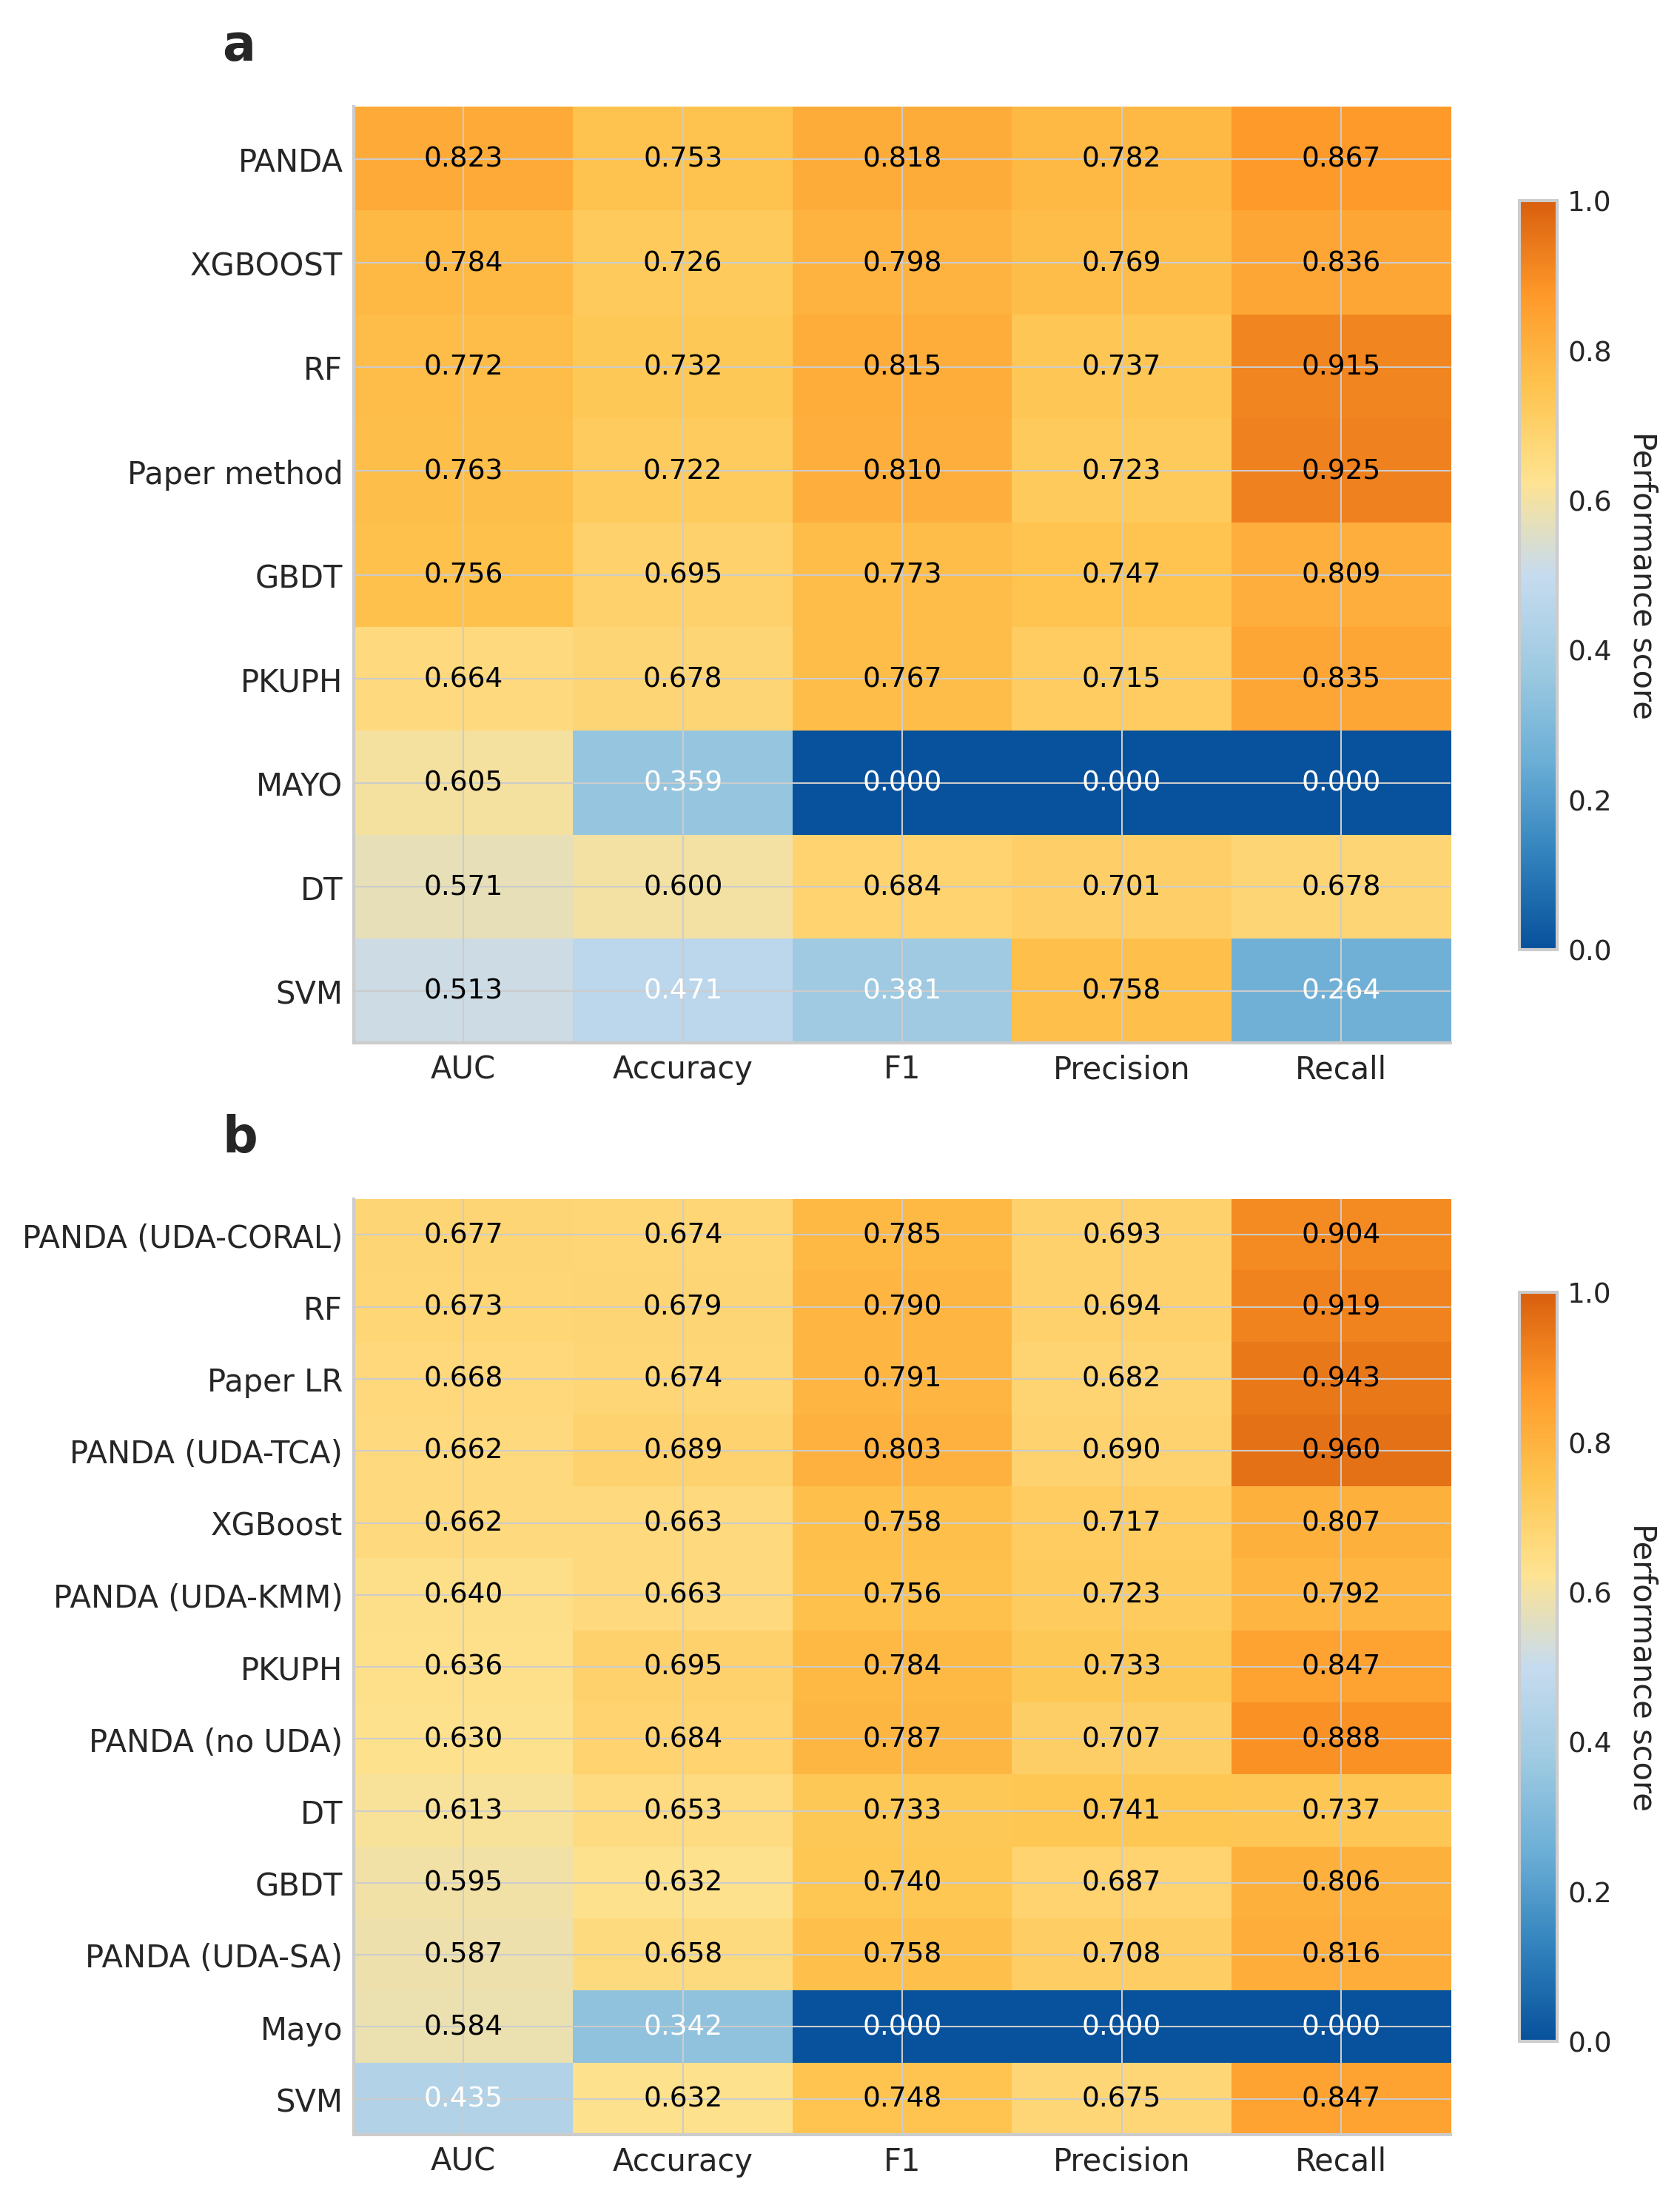 a
PANDA 0.823 0.753 0.818 0.782 0.867
XGBOOST 0.784 0.726 0.798 0.769 0.836
RF 0.772 0.732 0.815 0.737 0.915
Paper method 0.763 0.722 0.810 0.723 0.925
GBDT 0.756 0.695 0.773 0.747 0.809
PKUPH 0.664 0.678 0.767 0.715 0.835
MAYO 0.605 0.359 0.000 0.000 0.000
DT 0.571 0.600 0.684 0.701 0.678
SVM 0.513 0.471 0.381 0.758 0.264
AUC Accuracy F1 Precision Recall
1.0
0.8
0.6
0.4
0.2
0.0
Performance score
b
PANDA (UDA-CORAL) 0.677 0.674 0.785 0.693 0.904
RF 0.673 0.679 0.790 0.694 0.919
Paper LR 0.668 0.674 0.791 0.682 0.943
PANDA (UDA-TCA) 0.662 0.689 0.803 0.690 0.960
XGBoost 0.662 0.663 0.758 0.717 0.807
PANDA (UDA-KMM) 0.640 0.663 0.756 0.723 0.792
PKUPH 0.636 0.695 0.784 0.733 0.847
PANDA (no UDA) 0.630 0.684 0.787 0.707 0.888
DT 0.613 0.653 0.733 0.741 0.737
GBDT 0.595 0.632 0.740 0.687 0.806
PANDA (UDA-SA) 0.587 0.658 0.758 0.708 0.816
Mayo 0.584 0.342 0.000 0.000 0.000
SVM 0.435 0.632 0.748 0.675 0.847
AUC Accuracy F1 Precision Recall
1.0
0.8
0.6
0.4
0.2
0.0
Performance score